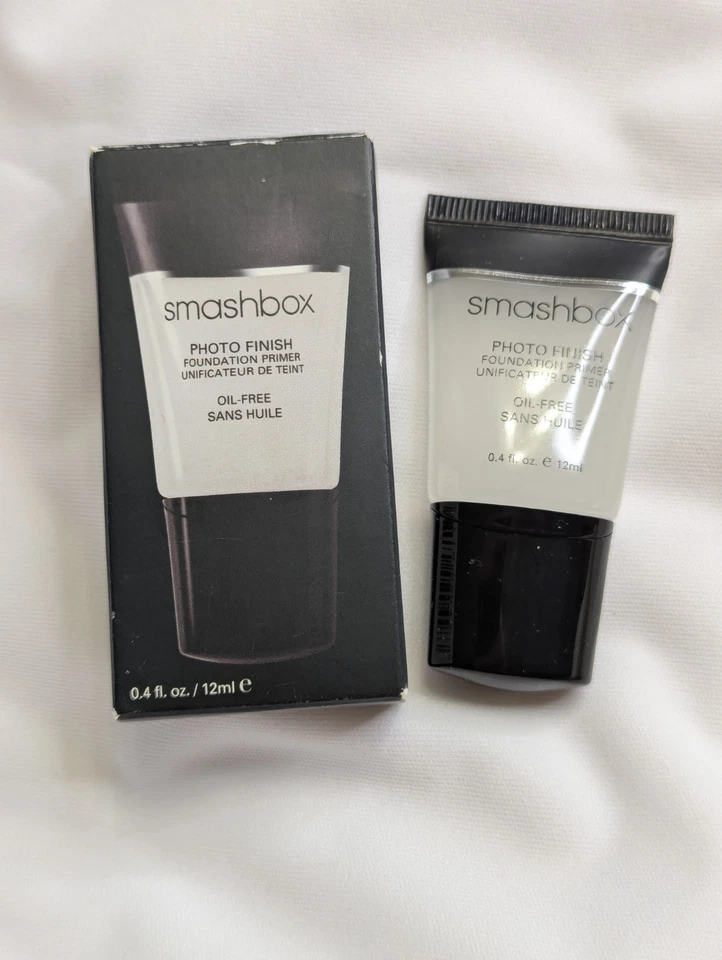 smashbox
PHOTO FINISH
FOUNDATION PRIMER
UNIFICATEUR DE TEINT
OIL-FREE
SANS HUILE
0.4 fl. oz. / 12ml e
smashbox
PHOTO FINISH
FOUNDATION PRIMER
UNIFICATEUR DE TEINT
OIL-FREE
SANS HUILE
0.4 fl. oz. e 12ml